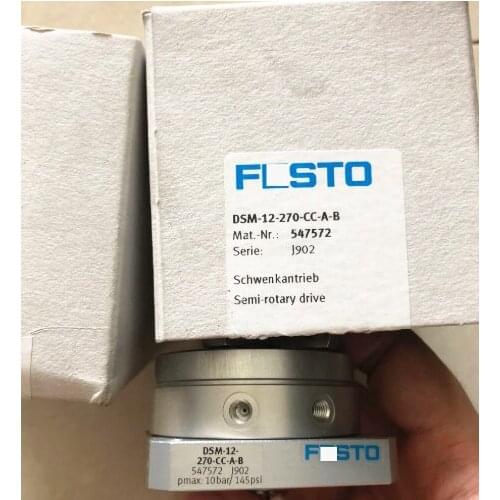 FESTO
DSM-12-270-CC-A-B
Mat.-Nr.: 547572
Serie: J902
Schwenkantrieb
Semi-rotary drive
DSM-12-
270-CC-A-B
547572 J902
pmax: 10bar/ 145psi
FESTO